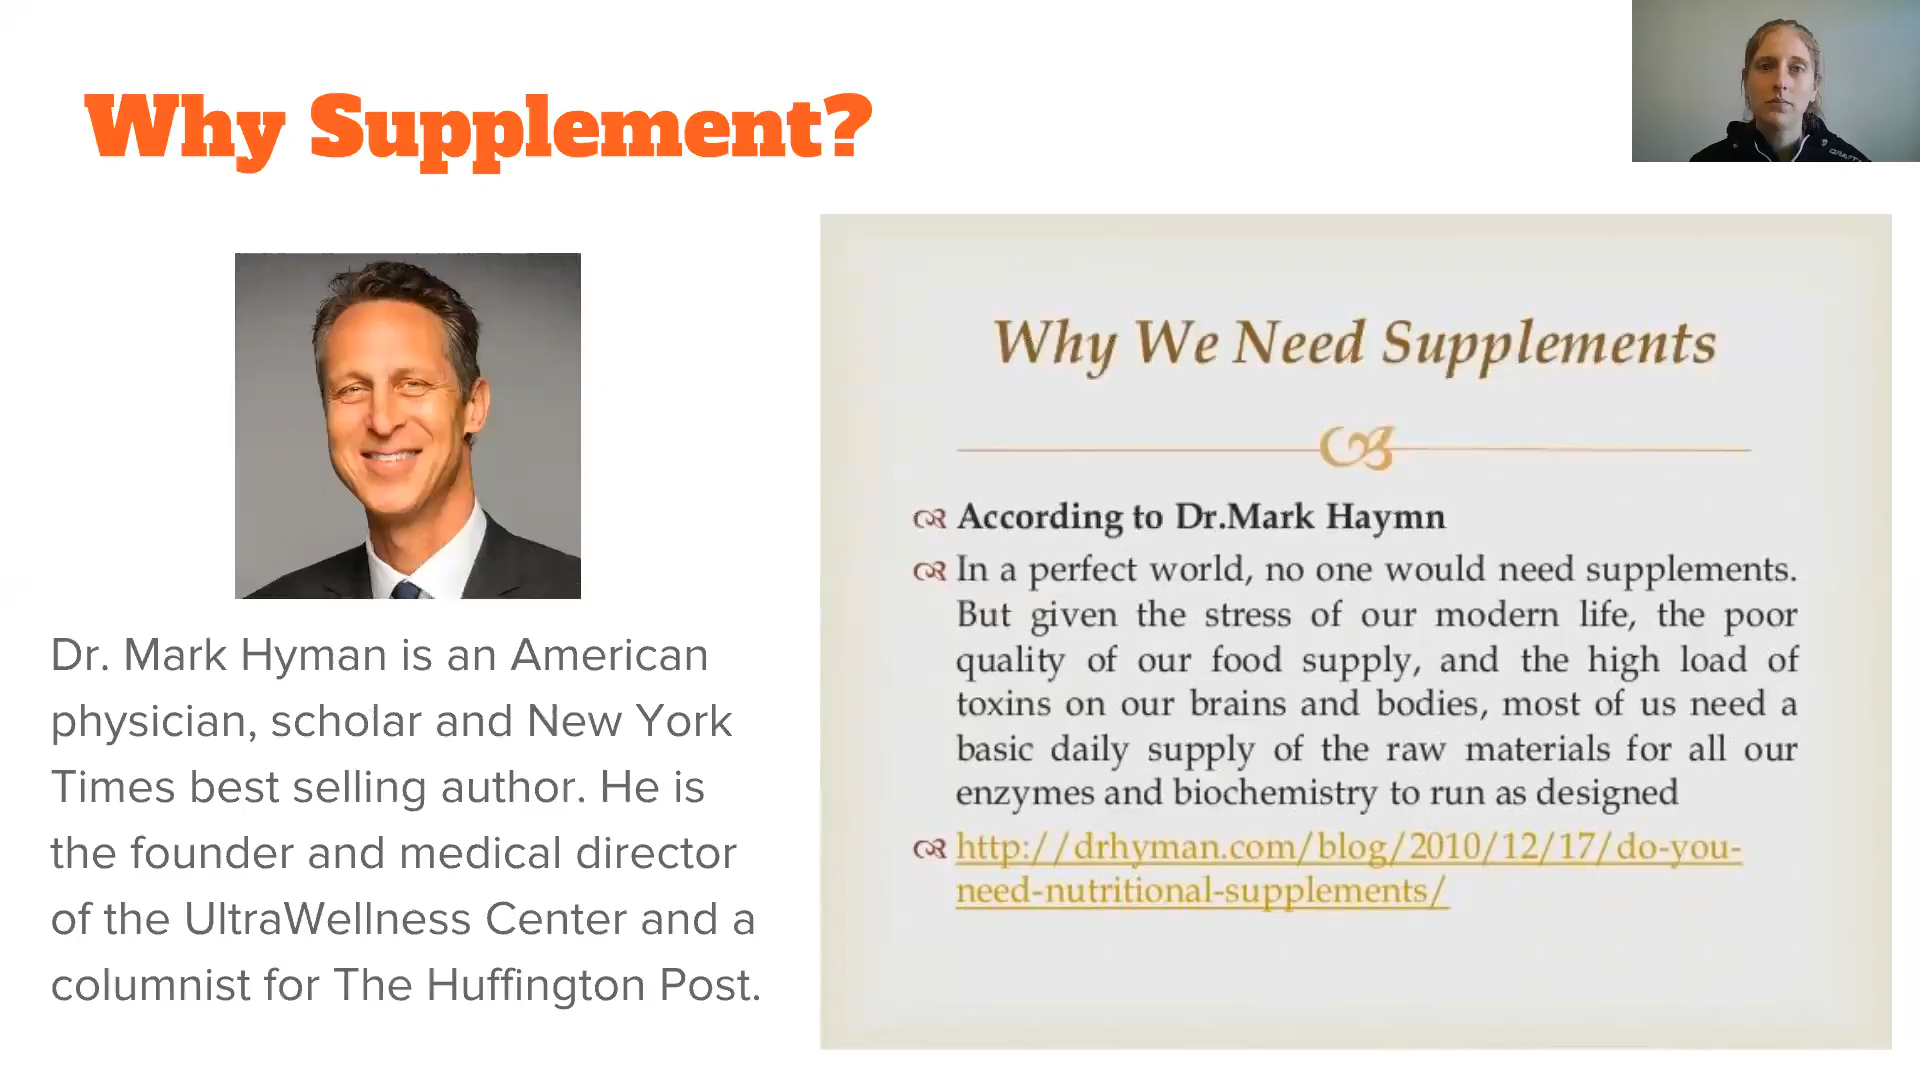 Why Supplement?
Dr. Mark Hyman is an American
physician, scholar and New York
Times best selling author. He is
the founder and medical director
of the UltraWellness Center and a
columnist for The Huffington Post.
Why We Need Supplements
According to Dr.Mark Haymn
In a perfect world, no one would need supplements.
But given the stress of our modern life, the poor
quality of our food supply, and the high load of
toxins on our brains and bodies, most of us need a
basic daily supply of the raw materials for all our
enzymes and biochemistry to run as designed
http://drhyman.com/blog/2010/12/17/do-you-
need-nutritional-supplements/